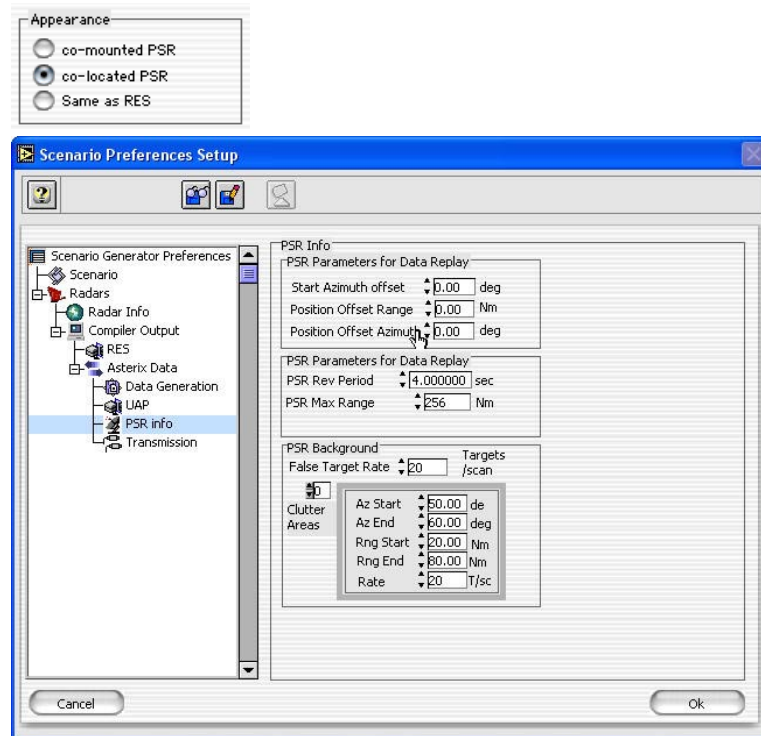 Appearance
co-mounted PSR
co-located PSR
Same as RES
Scenario Preferences Setup
?
Scenario Generator Preferences
Scenario
Radars
Radar Info
Compiler Output
RES
Asterix Data
Data Generation
UAP
PSR info
Transmission
PSR Info
PSR Parameters for Data Replay
Start Azimuth offset 0.00 deg
Position Offset Range 0.00 Nm
Position Offset Azimuth 0.00 deg
PSR Parameters for Data Replay
PSR Rev Period 4.000000 sec
PSR Max Range 256 Nm
PSR Background
False Target Rate 20 Targets /scan
0
Clutter Areas
Az Start 50.00 de
Az End 60.00 deg
Rng Start 20.00 Nm
Rng End 80.00 Nm
Rate 20 T/sc
Cancel
Ok